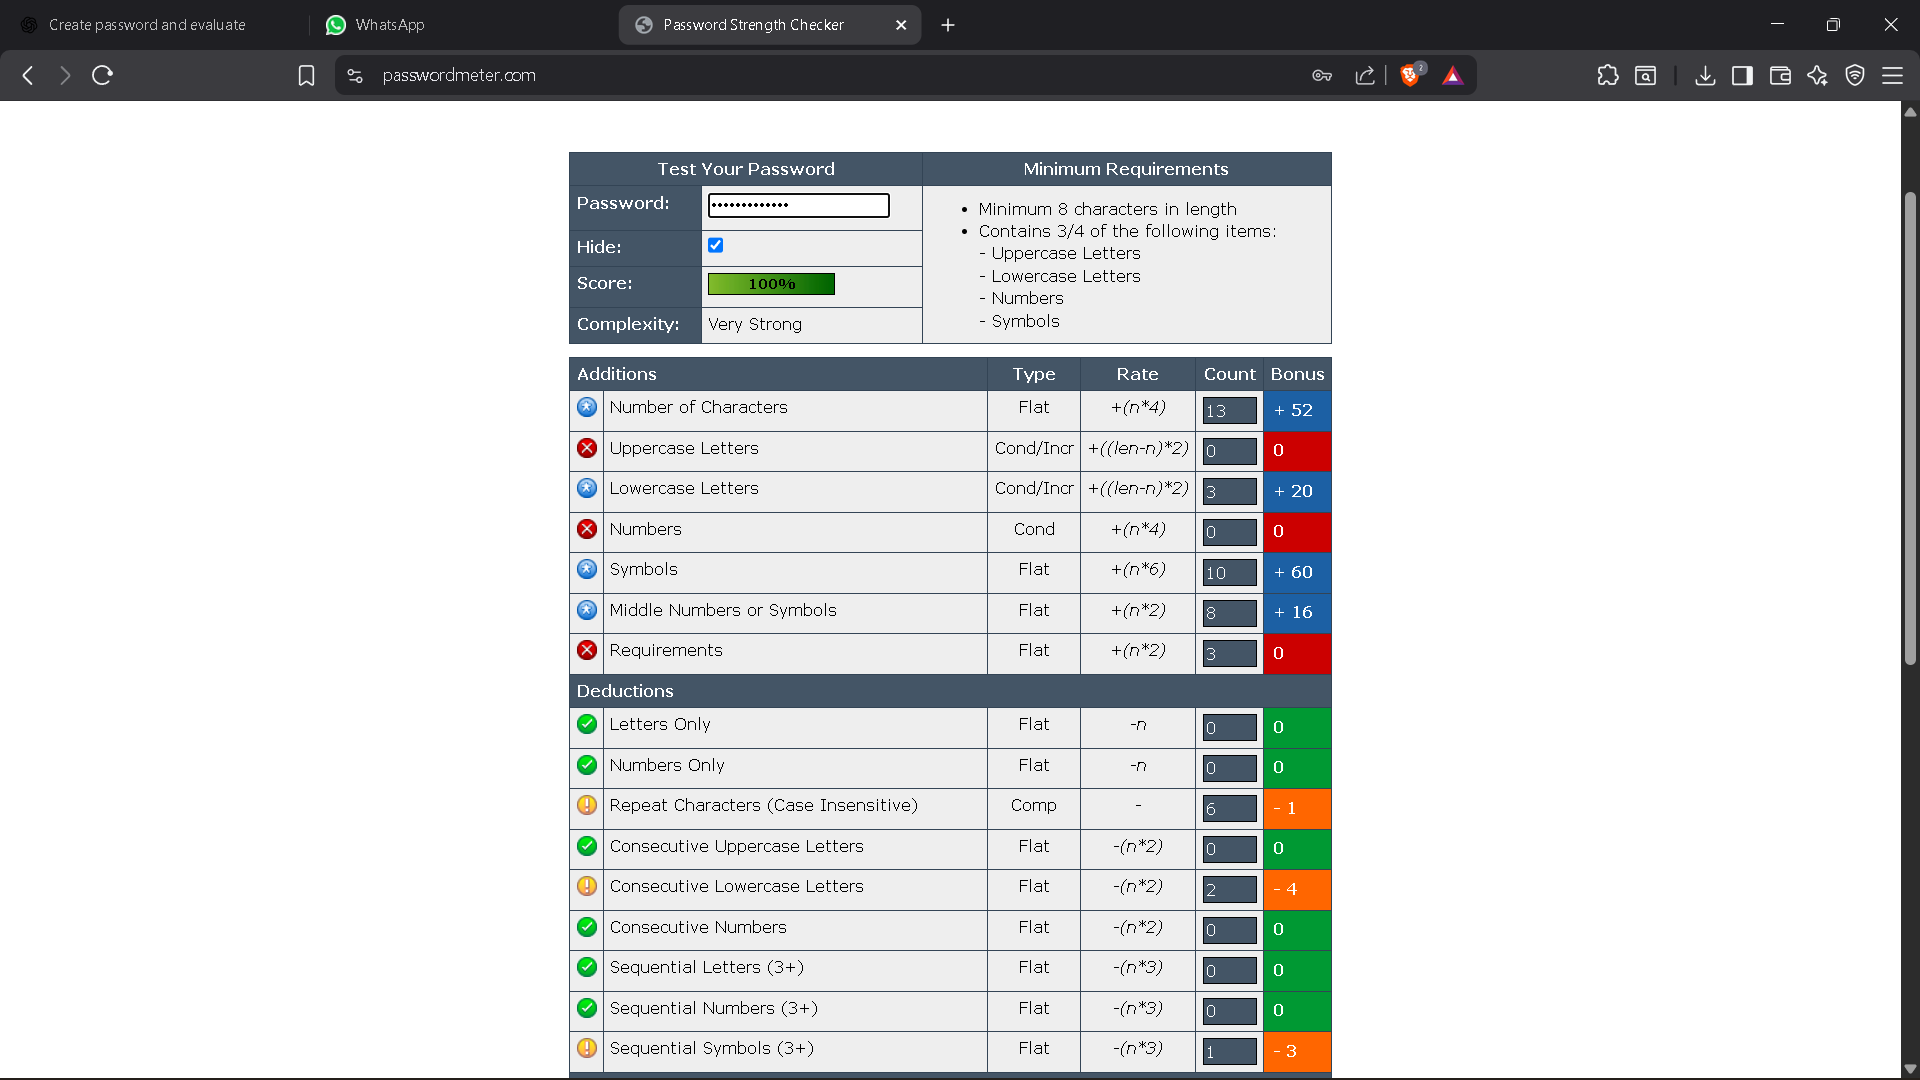 Create password and evaluate
WhatsApp
Password Strength Checker
passwordmeter.com
2
Test Your Password
Minimum Requirements
Password:
•••••••••••••
Hide:
Score:
100%
Complexity:
Very Strong
• Minimum 8 characters in length
• Contains 3/4 of the following items:
- Uppercase Letters
- Lowercase Letters
- Numbers
- Symbols
Additions Type Rate Count Bonus
Number of Characters Flat +(n*4) 13 + 52
Uppercase Letters Cond/Incr +((len-n)*2) 0 0
Lowercase Letters Cond/Incr +((len-n)*2) 3 + 20
Numbers Cond +(n*4) 0 0
Symbols Flat +(n*6) 10 + 60
Middle Numbers or Symbols Flat +(n*2) 8 + 16
Requirements Flat +(n*2) 3 0
Deductions
Letters Only Flat -n 0 0
Numbers Only Flat -n 0 0
Repeat Characters (Case Insensitive) Comp - 6 - 1
Consecutive Uppercase Letters Flat -(n*2) 0 0
Consecutive Lowercase Letters Flat -(n*2) 2 - 4
Consecutive Numbers Flat -(n*2) 0 0
Sequential Letters (3+) Flat -(n*3) 0 0
Sequential Numbers (3+) Flat -(n*3) 0 0
Sequential Symbols (3+) Flat -(n*3) 1 - 3